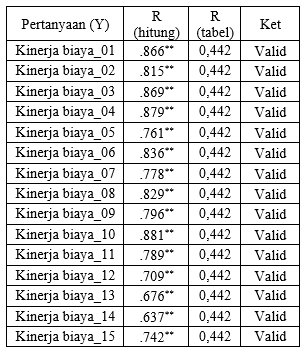 Pertanyaan (Y) R (hitung) R (tabel) Ket
Kinerja biaya_01 .866** 0,442 Valid
Kinerja biaya_02 .815** 0,442 Valid
Kinerja biaya_03 .869** 0,442 Valid
Kinerja biaya_04 .879** 0,442 Valid
Kinerja biaya_05 .761** 0,442 Valid
Kinerja biaya_06 .836** 0,442 Valid
Kinerja biaya_07 .778** 0,442 Valid
Kinerja biaya_08 .829** 0,442 Valid
Kinerja biaya_09 .796** 0,442 Valid
Kinerja biaya_10 .881** 0,442 Valid
Kinerja biaya_11 .789** 0,442 Valid
Kinerja biaya_12 .709** 0,442 Valid
Kinerja biaya_13 .676** 0,442 Valid
Kinerja biaya_14 .637** 0,442 Valid
Kinerja biaya_15 .742** 0,442 Valid